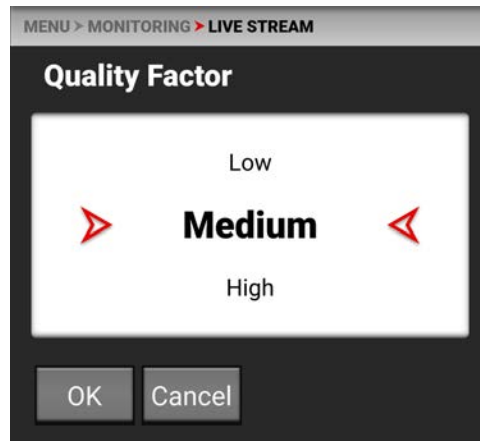 MENU > MONITORING > LIVE STREAM
Quality Factor
Low
Medium
High
OK Cancel